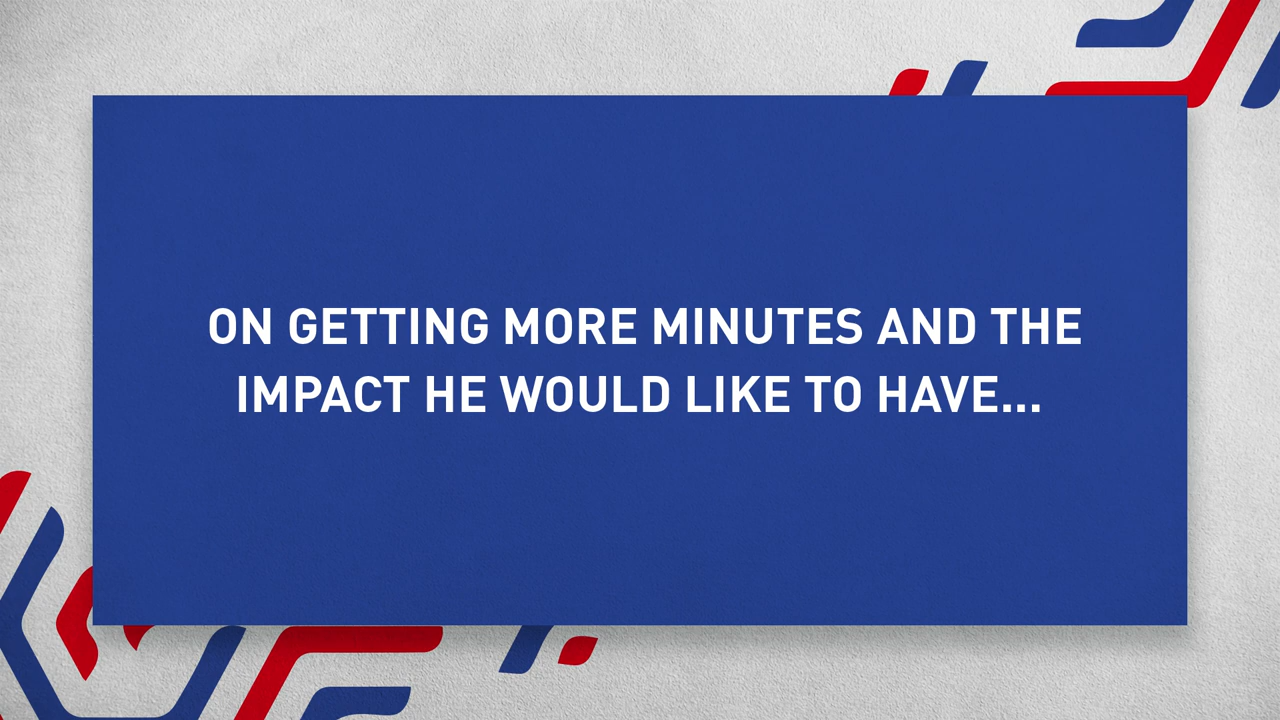 ON GETTING MORE MINUTES AND THE
IMPACT HE WOULD LIKE TO HAVE...